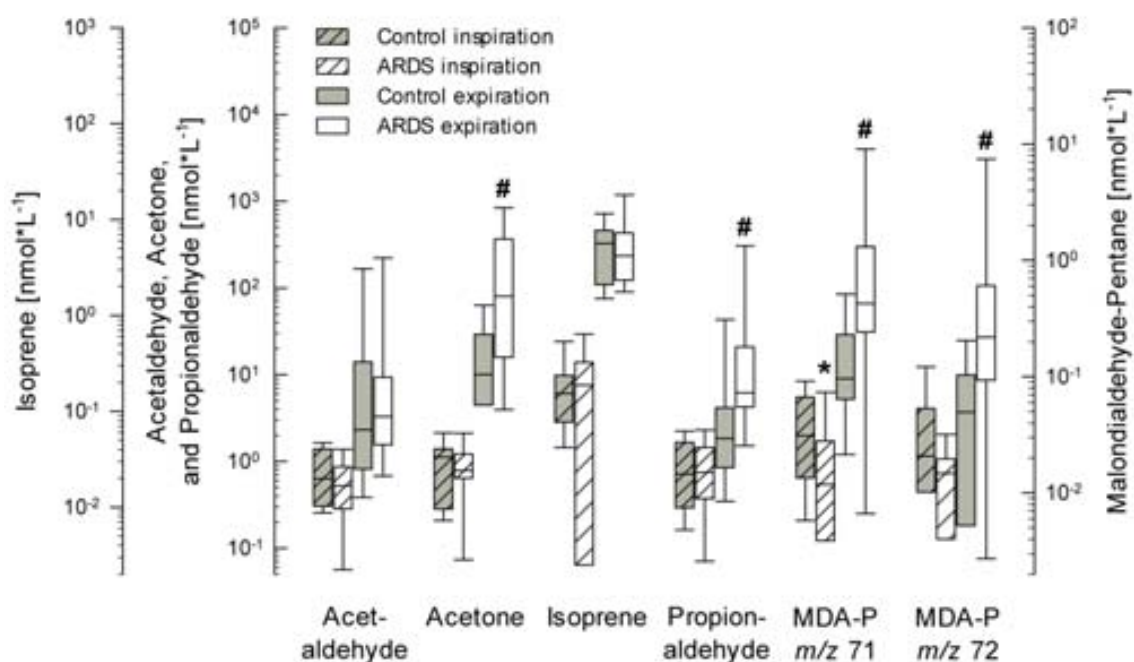 Control inspiration
ARDS inspiration
Control expiration
ARDS expiration
Isoprene [nmol*L⁻¹]
10³
10²
10¹
10⁰
10⁻¹
10⁻²
Acetaldehyde, Acetone,
and Propionaldehyde [nmol*L⁻¹]
10⁵
10⁴
10³
10²
10¹
10⁰
10⁻¹
#
#
*
#
#
10²
10¹
10⁰
10⁻¹
10⁻²
Malondialdehyde-Pentane [nmol*L⁻¹]
Acet-
aldehyde
Acetone
Isoprene
Propion-
aldehyde
MDA-P
m/z 71
MDA-P
m/z 72